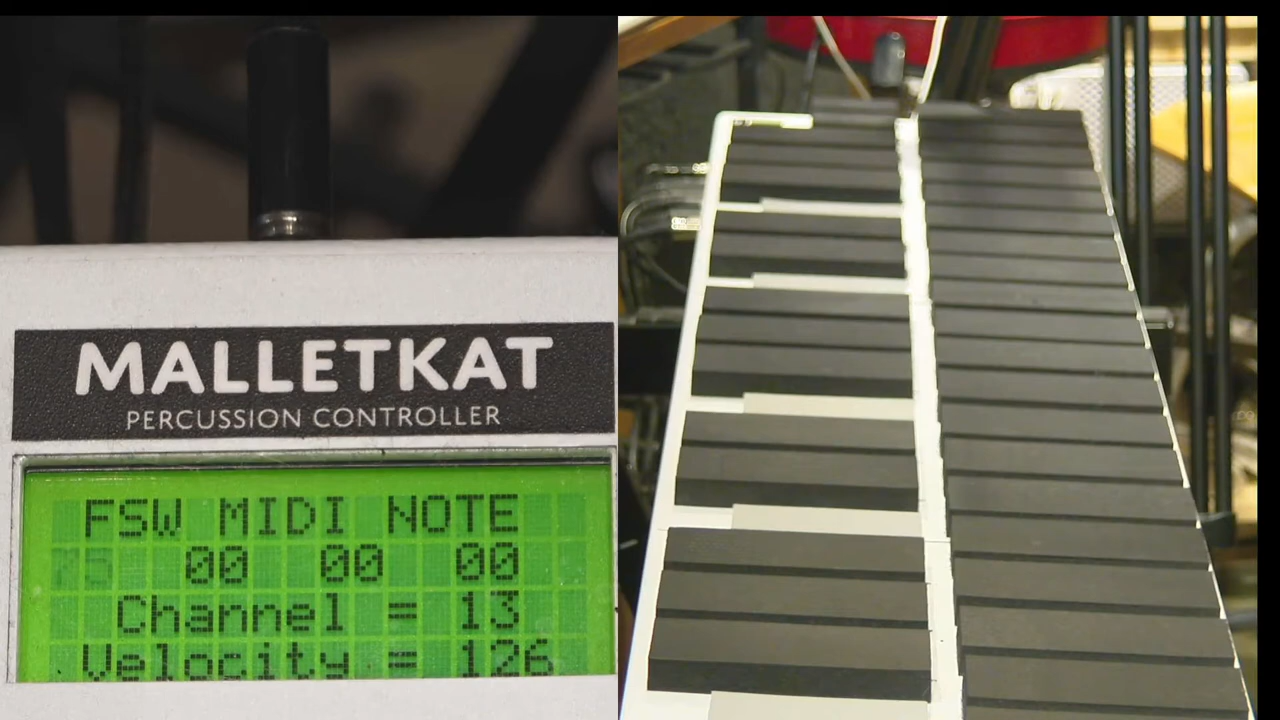 MALLETKAT
PERCUSSION CONTROLLER
FSW MIDI NOTE
00 00 00
Channel = 13
Velocity = 126